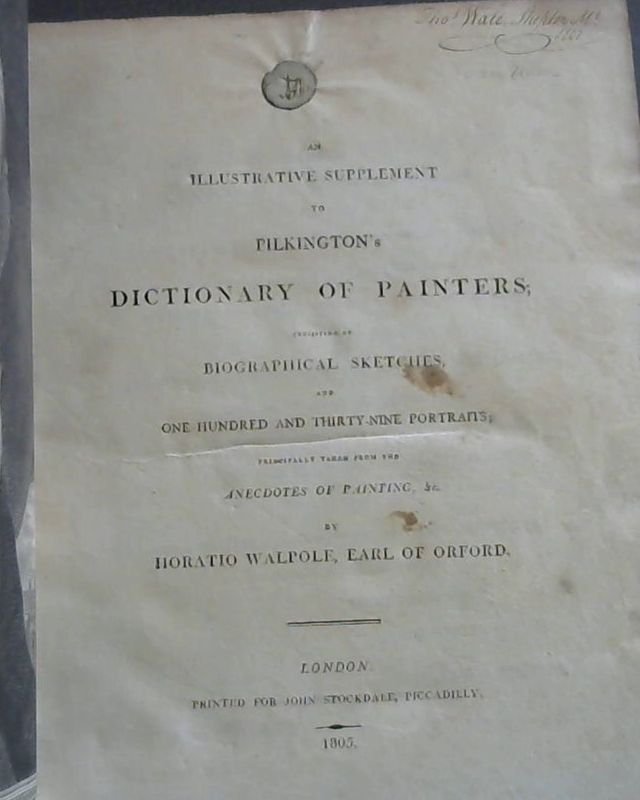 Thos Wale
AN
ILLUSTRATIVE SUPPLEMENT
TO
PILKINGTON's
DICTIONARY OF PAINTERS;
CONSISTING OF
BIOGRAPHICAL SKETCHES,
AND
ONE HUNDRED AND THIRTY-NINE PORTRAITS;
PRINCIPALLY TAKEN FROM THE
ANECDOTES OF PAINTING, &c.
BY
HORATIO WALPOLE, EARL OF ORFORD.
LONDON.
PRINTED FOR JOHN STOCKDALE, PICCADILLY.
1805.